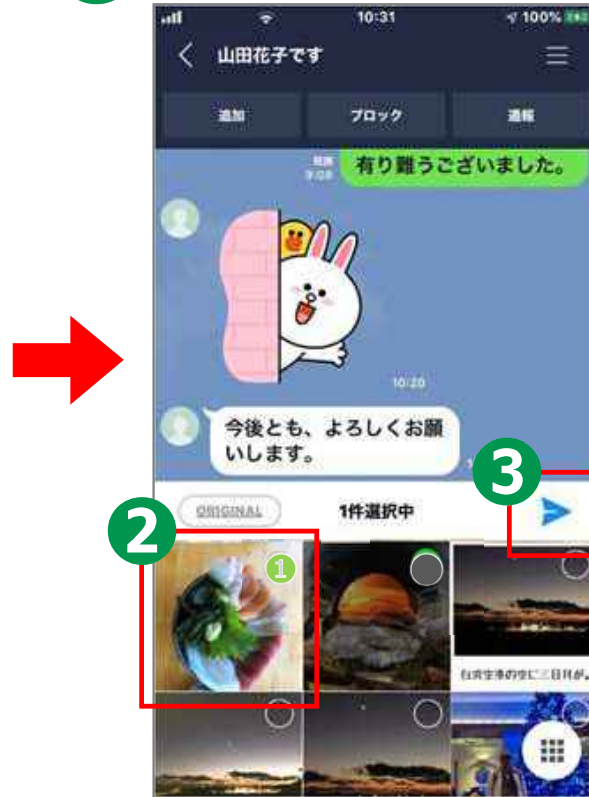 10:31
100%
山田花子です
追加
ブロック
通報
有り難うございました。
10:20
今後とも、よろしくお願
いします。
3
ORIGINAL
1件選択中
2
1